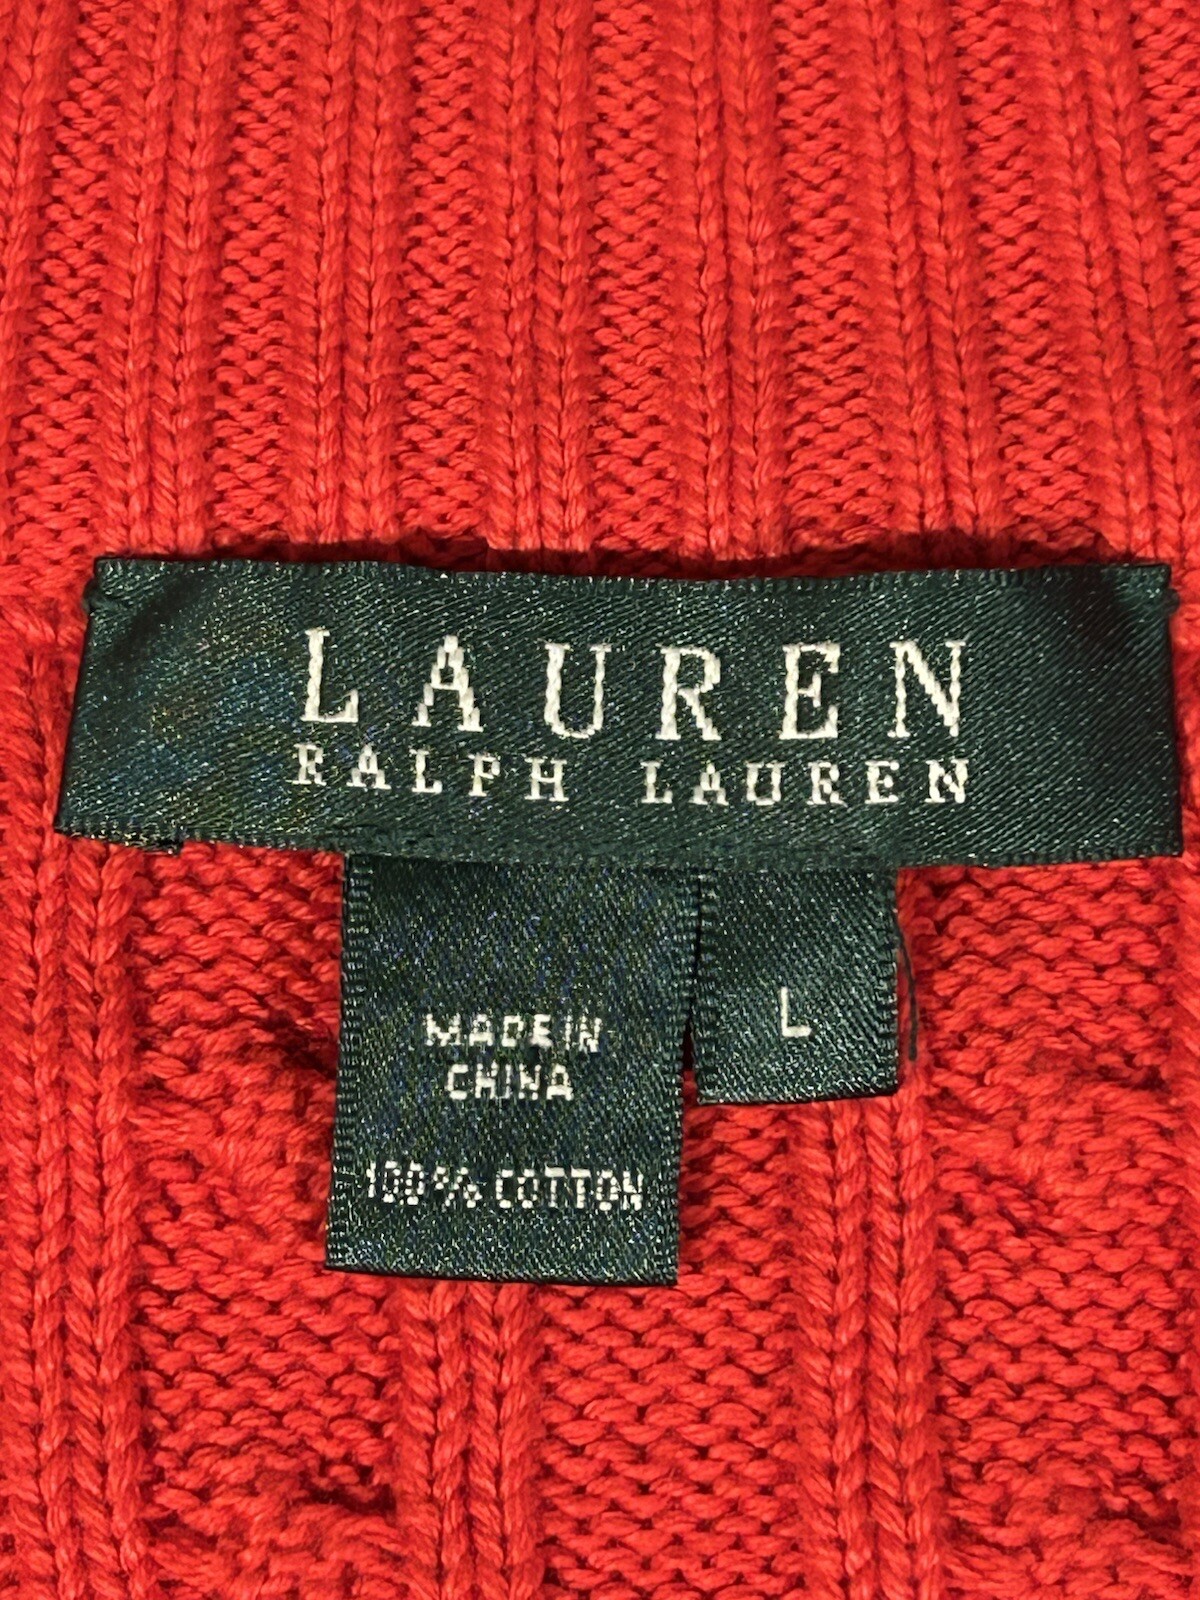 LAUREN
RALPH LAUREN
MADE IN
CHINA
100% COTTON
L